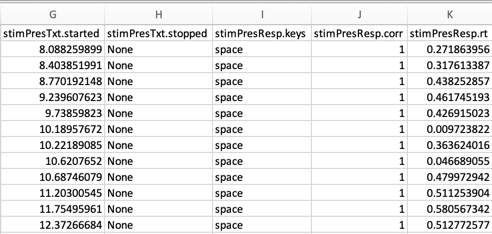 G H I J K
stimPresTxt.started stimPresTxt.stopped stimPresResp.keys stimPresResp.corr stimPresResp.rt
8.088259899 None space 1 0.271863956
8.403851991 None space 1 0.317613387
8.770192148 None space 1 0.438252857
9.239607623 None space 1 0.461745193
9.73859823 None space 1 0.426915023
10.18957672 None space 1 0.009723822
10.22189085 None space 1 0.363624016
10.6207652 None space 1 0.046689055
10.68746079 None space 1 0.479972942
11.20300545 None space 1 0.511253904
11.75495961 None space 1 0.580567342
12.37266684 None space 1 0.512772577